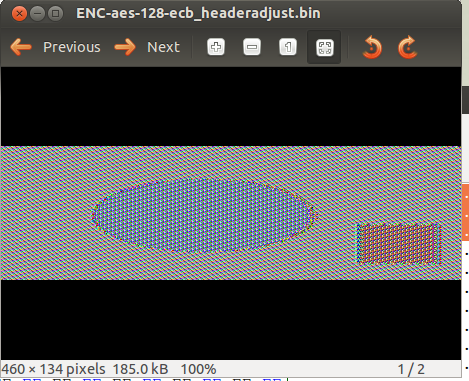 ENC-aes-128-ecb_headeradjust.bin
Previous Next
460 × 134 pixels 185.0 kB 100% 1 / 2